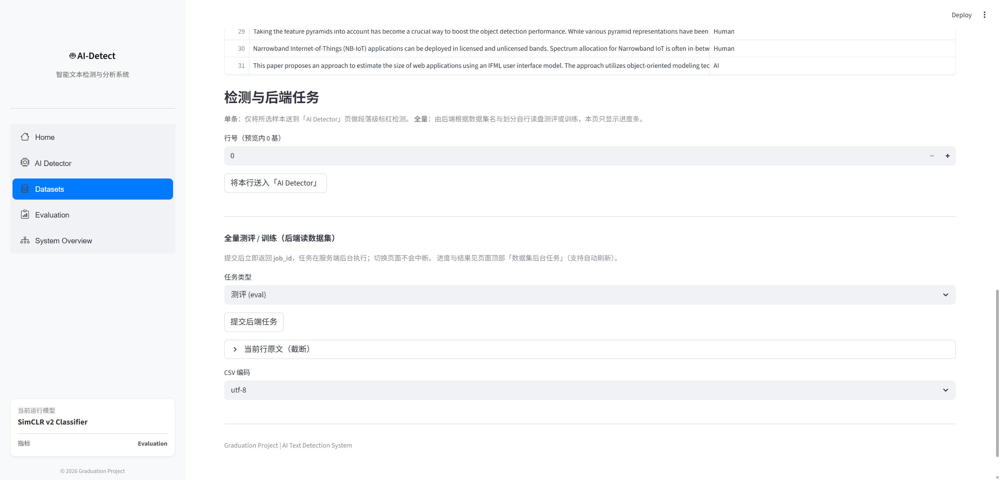 AI-Detect
智能文本检测与分析系统
Home
AI Detector
Datasets
Evaluation
System Overview
当前运行模型
SimCLR v2 Classifier
指标 Evaluation
© 2026 Graduation Project
Deploy
29 Taking the feature pyramids into account has become a crucial way to boost the object detection performance. While various pyramid representations have been Human
30 Narrowband Internet-of-Things (NB-IoT) applications can be deployed in licensed and unlicensed bands. Spectrum allocation for Narrowband IoT is often in-betw Human
31 This paper proposes an approach to estimate the size of web applications using an IFML user interface model. The approach utilizes object-oriented modeling tec AI
检测与后端任务
单条：仅将所选样本送到「AI Detector」页做段落级标红检测。 全量：由后端根据数据集名与划分自行读盘测评或训练，本页只显示进度条。
行号（预览内 0 基）
0
将本行送入「AI Detector」
全量测评 / 训练（后端读数据集）
提交后立即返回 job_id，任务在服务端后台执行；切换页面不会中断。 进度与结果见页面顶部「数据集后台任务」（支持自动刷新）。
任务类型
测评 (eval)
提交后端任务
当前行原文（截断）
CSV 编码
utf-8
Graduation Project | AI Text Detection System